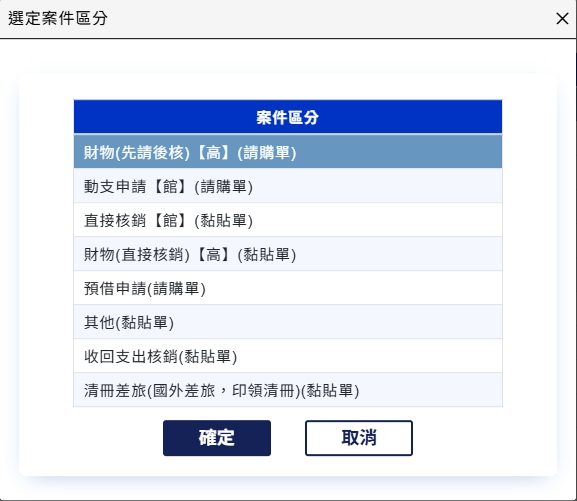 選定案件區分
案件區分
財物(先請後核)【高】(請購單)
動支申請【館】(請購單)
直接核銷【館】(黏貼單)
財物(直接核銷)【高】(黏貼單)
預借申請(請購單)
其他(黏貼單)
收回支出核銷(黏貼單)
清冊差旅(國外差旅，印領清冊)(黏貼單)
確定 取消